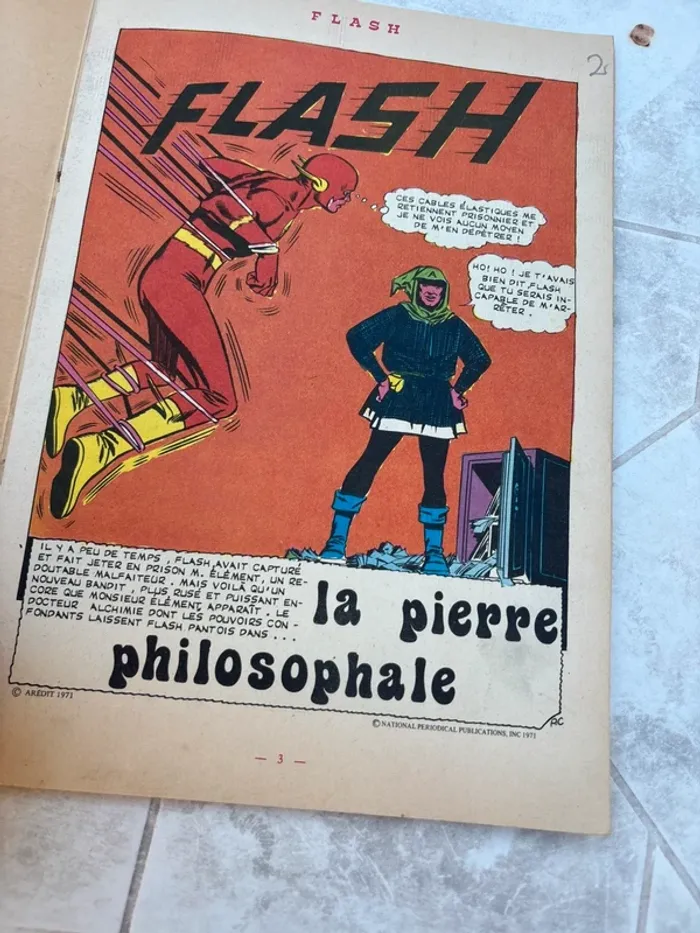 FLASH
2
FLASH
CES CABLES ÉLASTIQUES ME
RETIENNENT PRISONNIER ET
JE NE VOIS AUCUN MOYEN
DE M'EN DÉPÊTRER !
HO! HO! JE T'AVAIS
BIEN DIT, FLASH
QUE TU SERAIS IN-
CAPABLE DE M'AR-
RÊTER.
IL Y A PEU DE TEMPS, FLASH AVAIT CAPTURÉ
ET FAIT JETER EN PRISON M. ÉLÉMENT, UN RE-
DOUTABLE MALFAITEUR. MAIS VOILÀ QU'UN
NOUVEAU BANDIT, PLUS RUSÉ ET PUISSANT EN-
CORE QUE MONSIEUR ÉLÉMENT, APPARAÎT. LE
DOCTEUR ALCHIMIE DONT LES POUVOIRS CON-
FONDANTS LAISSENT FLASH PANTOIS DANS...
la pierre
philosophale
© ARÉDIT 1971
© NATIONAL PERIODICAL PUBLICATIONS, INC 1971
— 3 —